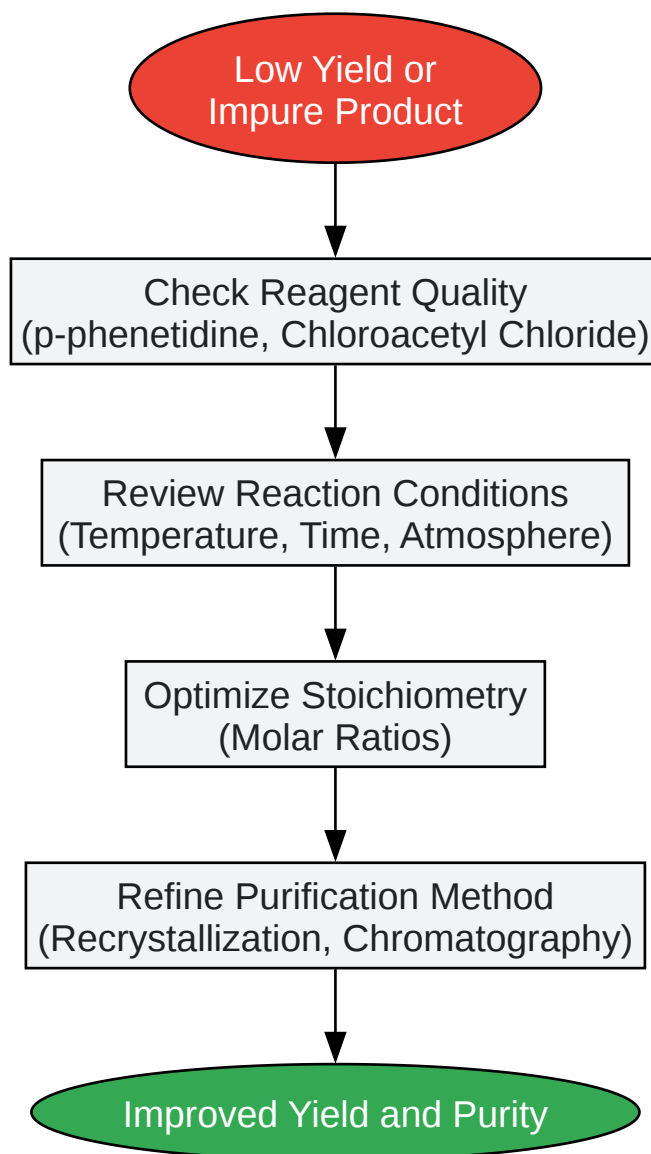 Low Yield or
Impure Product
Check Reagent Quality
(p-phenetidine, Chloroacetyl Chloride)
Review Reaction Conditions
(Temperature, Time, Atmosphere)
Optimize Stoichiometry
(Molar Ratios)
Refine Purification Method
(Recrystallization, Chromatography)
Improved Yield and Purity